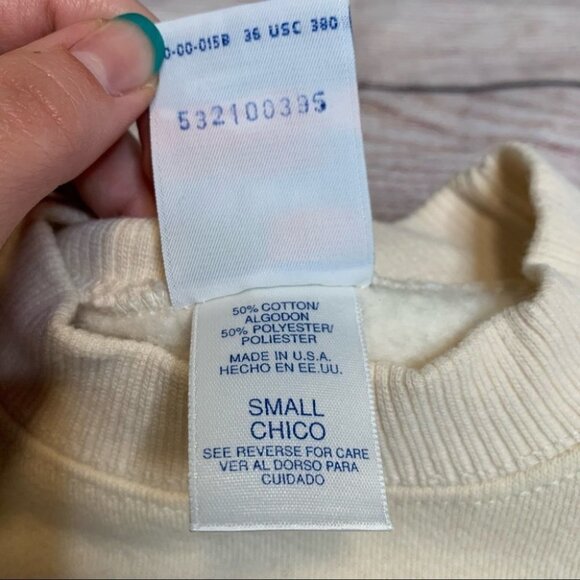 0-00-015B 36 USC 380
532100395
50% COTTON/
ALGODON
50% POLYESTER/
POLIESTER
MADE IN U.S.A.
HECHO EN EE.UU.
SMALL
CHICO
SEE REVERSE FOR CARE
VER AL DORSO PARA
CUIDADO